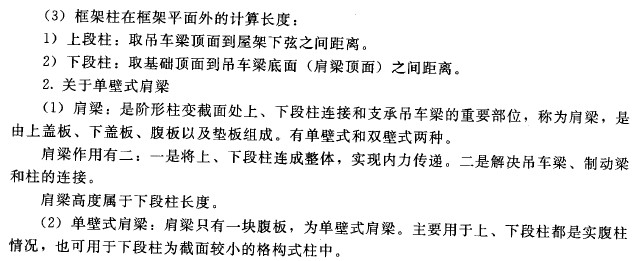 (3) 框架柱在框架平面外的计算长度：
1) 上段柱：取吊车梁顶面到屋架下弦之间距离。
2) 下段柱：取基础顶面到吊车梁底面（肩梁顶面）之间距离。
2. 关于单壁式肩梁
(1) 肩梁：是阶形柱变截面处上、下段柱连接和支承吊车梁的重要部位，称为肩梁，是
由上盖板、下盖板、腹板以及垫板组成。有单壁式和双壁式两种。
肩梁作用有二：一是将上、下段柱连成整体，实现内力传递。二是解决吊车梁、制动梁
和柱的连接。
肩梁高度属于下段柱长度。
(2) 单壁式肩梁：肩梁只有一块腹板，为单壁式肩梁。主要用于上、下段柱都是实腹柱
情况，也可用于下段柱为截面较小的格构式柱中。